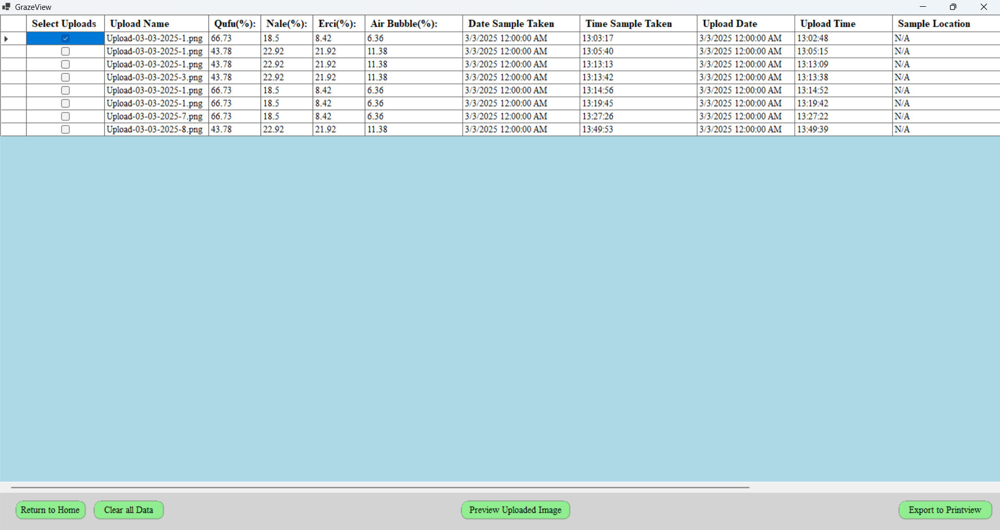 GrazeView
Select Uploads Upload Name Qufu(%): Nale(%): Erci(%): Air Bubble(%): Date Sample Taken Time Sample Taken Upload Date Upload Time Sample Location
Upload-03-03-2025-1.png 66.73 18.5 8.42 6.36 3/3/2025 12:00:00 AM 13:03:17 3/3/2025 12:00:00 AM 13:02:48 N/A
Upload-03-03-2025-1.png 43.78 22.92 21.92 11.38 3/3/2025 12:00:00 AM 13:05:40 3/3/2025 12:00:00 AM 13:05:15 N/A
Upload-03-03-2025-1.png 43.78 22.92 21.92 11.38 3/3/2025 12:00:00 AM 13:13:13 3/3/2025 12:00:00 AM 13:13:09 N/A
Upload-03-03-2025-3.png 43.78 22.92 21.92 11.38 3/3/2025 12:00:00 AM 13:13:42 3/3/2025 12:00:00 AM 13:13:38 N/A
Upload-03-03-2025-1.png 66.73 18.5 8.42 6.36 3/3/2025 12:00:00 AM 13:14:56 3/3/2025 12:00:00 AM 13:14:52 N/A
Upload-03-03-2025-1.png 66.73 18.5 8.42 6.36 3/3/2025 12:00:00 AM 13:19:45 3/3/2025 12:00:00 AM 13:19:42 N/A
Upload-03-03-2025-7.png 66.73 18.5 8.42 6.36 3/3/2025 12:00:00 AM 13:27:26 3/3/2025 12:00:00 AM 13:27:22 N/A
Upload-03-03-2025-8.png 43.78 22.92 21.92 11.38 3/3/2025 12:00:00 AM 13:49:53 3/3/2025 12:00:00 AM 13:49:39 N/A
Return to Home Clear all Data Preview Uploaded Image Export to Printview